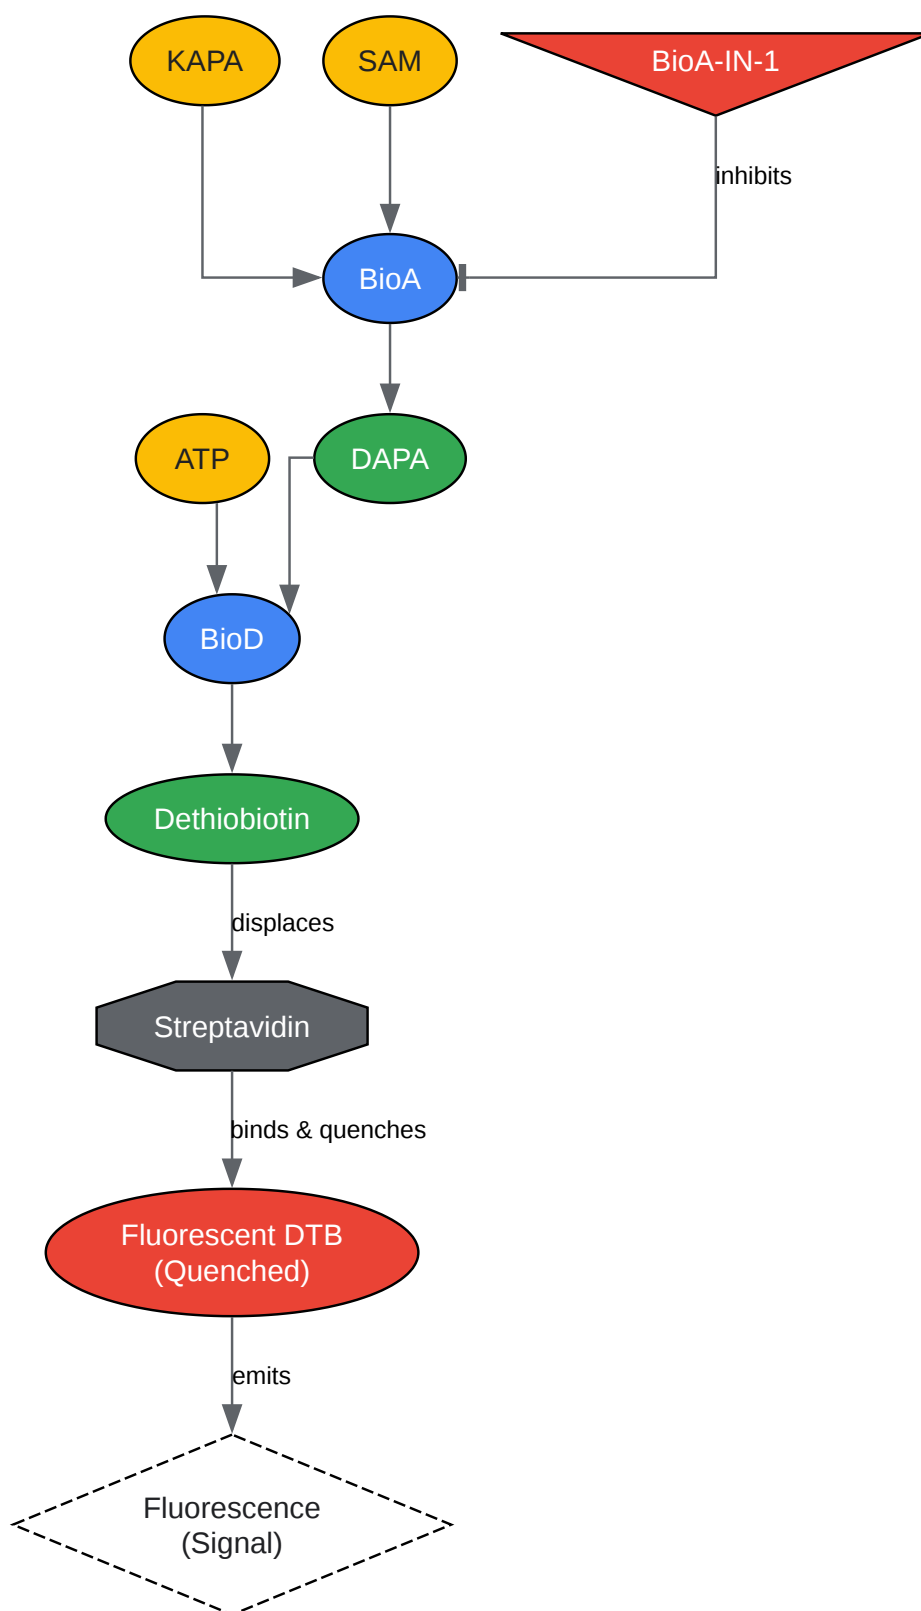 KAPA
SAM
BioA-IN-1
inhibits
BioA
ATP
DAPA
BioD
Dethiobiotin
displaces
Streptavidin
binds & quenches
Fluorescent DTB
(Quenched)
emits
Fluorescence
(Signal)